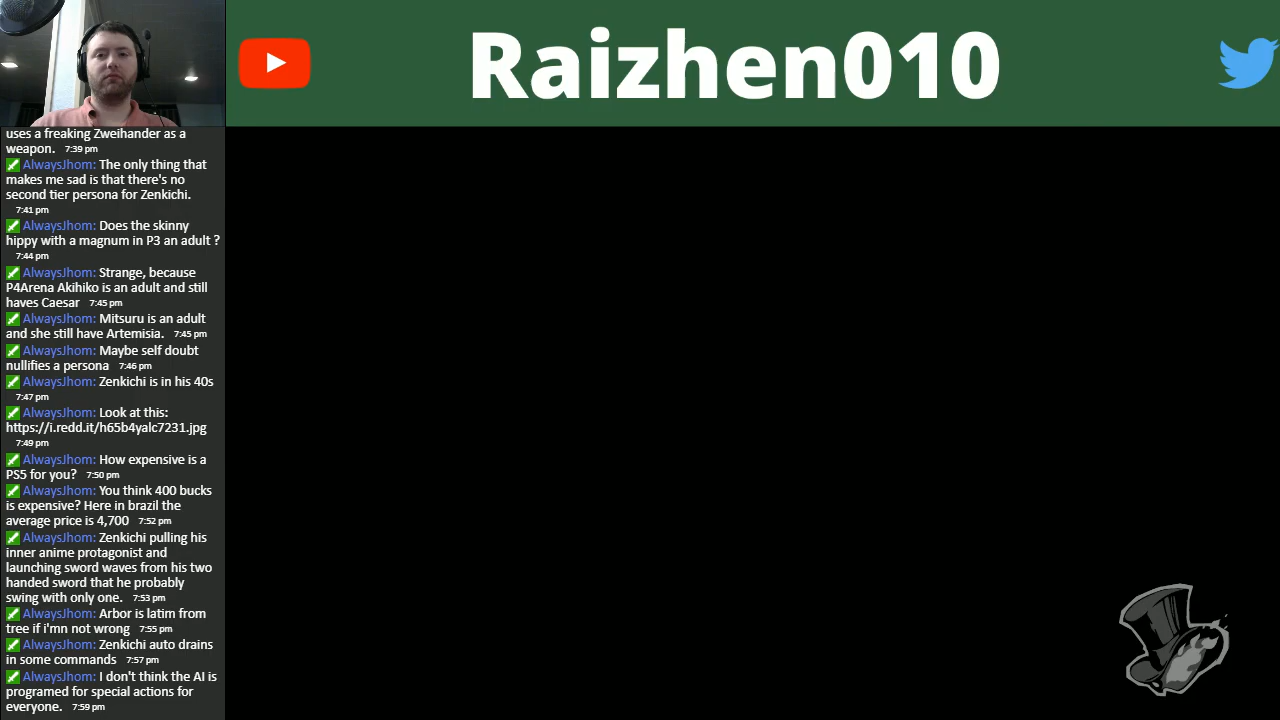 Raizhen010
uses a freaking Zweihander as a
weapon. 7:39 pm
AlwaysJhom: The only thing that
makes me sad is that there's no
second tier persona for Zenkichi.
7:41 pm
AlwaysJhom: Does the skinny
hippy with a magnum in P3 an adult ?
7:44 pm
AlwaysJhom: Strange, because
P4Arena Akihiko is an adult and still
haves Caesar 7:45 pm
AlwaysJhom: Mitsuru is an adult
and she still have Artemisia. 7:45 pm
AlwaysJhom: Maybe self doubt
nullifies a persona 7:46 pm
AlwaysJhom: Zenkichi is in his 40s
7:47 pm
AlwaysJhom: Look at this:
https://i.redd.it/h65b4yalc7231.jpg
7:49 pm
AlwaysJhom: How expensive is a
PS5 for you? 7:50 pm
AlwaysJhom: You think 400 bucks
is expensive? Here in brazil the
average price is 4,700 7:52 pm
AlwaysJhom: Zenkichi pulling his
inner anime protagonist and
launching sword waves from his two
handed sword that he probably
swing with only one. 7:53 pm
AlwaysJhom: Arbor is latim from
tree if i'mn not wrong 7:55 pm
AlwaysJhom: Zenkichi auto drains
in some commands 7:57 pm
AlwaysJhom: I don't think the AI is
programed for special actions for
everyone. 7:59 pm